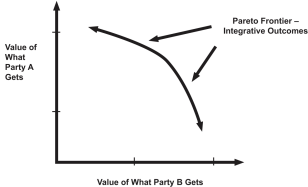 Pareto Frontier –
Integrative Outcomes
Value of
What
Party A
Gets
Value of What Party B Gets